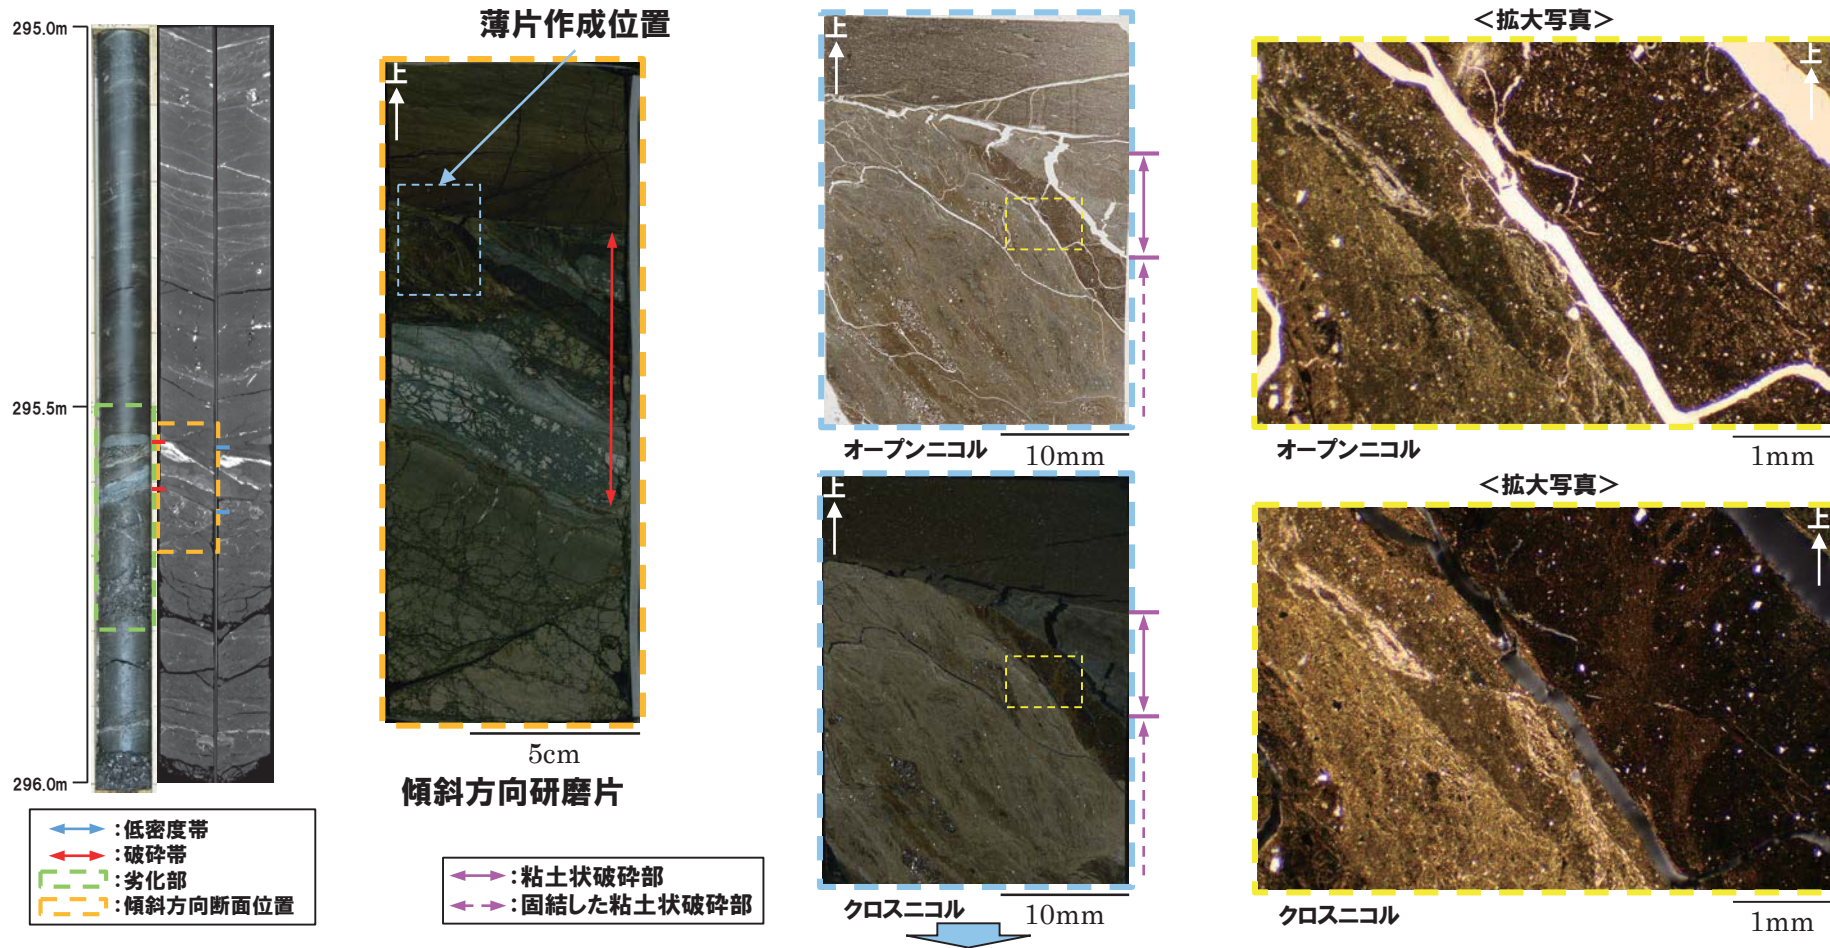 295.0m
295.5m
296.0m
:低密度帯
:破砕帯
:劣化部
:傾斜方向断面位置
薄片作成位置
上
5cm
傾斜方向研磨片
:粘土状破砕部
:固結した粘土状破砕部
上
オープンニコル
10mm
上
クロスニコル
10mm
<拡大写真>
上
オープンニコル
1mm
<拡大写真>
上
クロスニコル
1mm